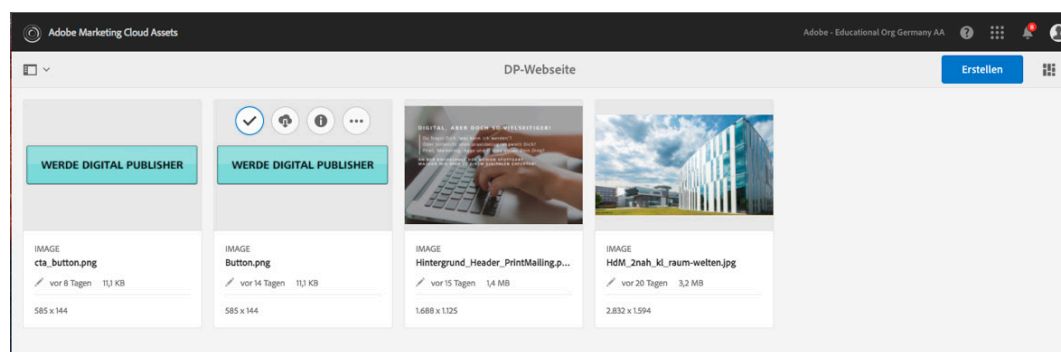 Adobe Marketing Cloud Assets
Adobe - Educational Org Germany AA
DP-Webseite
Erstellen
WERDE DIGITAL PUBLISHER
WERDE DIGITAL PUBLISHER
DIGITAL, ABER DOCH SO VIELSEITIGER!
IMAGE
cta_button.png
vor 8 Tagen 11,1 KB
585 x 144
IMAGE
Button.png
vor 14 Tagen 11,1 KB
585 x 144
IMAGE
Hintergrund_Header_PrintMailing.p...
vor 15 Tagen 1,4 MB
1.688 x 1.125
IMAGE
HdM_2nah_kl_raum-welten.jpg
vor 20 Tagen 3,2 MB
2.832 x 1.594